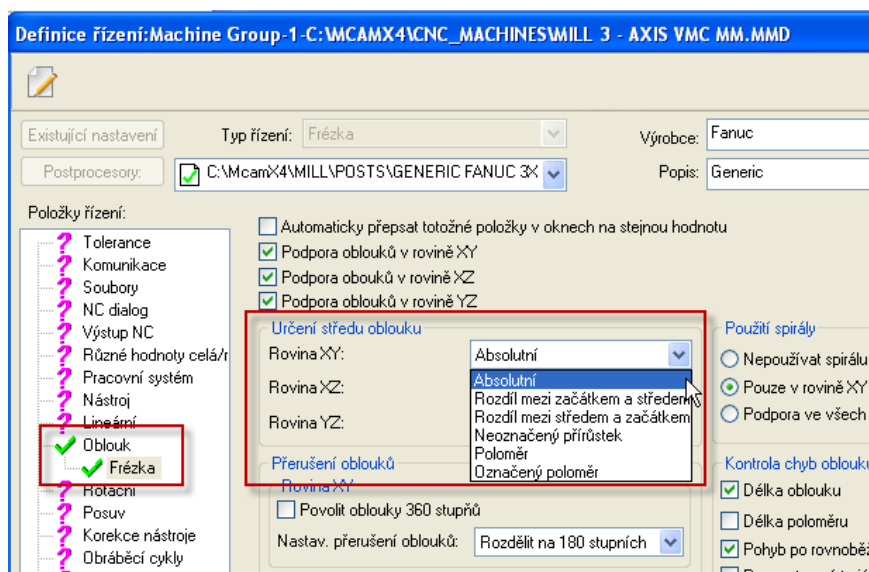 Definice řízení:Machine Group-1-C:\MCAMX4\CNC_MACHINES\MILL 3 - AXIS VMC MM.MMD
Existující nastavení
Typ řízení:
Frézka
Výrobce:
Fanuc
Postprocesory:
C:\McamX4\MILL\POSTS\GENERIC FANUC 3X
Popis:
Generic
Položky řízení:
Tolerance
Komunikace
Soubory
NC dialog
Výstup NC
Různé hodnoty celá/r
Pracovní systém
Nástroj
Lineární
Oblouk
Frézka
Rotační
Posuv
Korekce nástroje
Obráběcí cykly
Automaticky přepsat totožné položky v oknech na stejnou hodnotu
Podpora oblouků v rovině XY
Podpora obouků v rovině XZ
Podpora oblouků v rovině YZ
Určení středu oblouku
Rovina XY:
Absolutní
Rovina XZ:
Rovina YZ:
Absolutní
Rozdíl mezi začátkem a středem
Rozdíl mezi středem a začátkem
Neoznačený přírůstek
Poloměr
Označený poloměr
Přerušení oblouků
Rovina XY
Povolit oblouky 360 stupňů
Nastav. přerušení oblouků:
Rozdělit na 180 stupních
Použití spirály
Nepoužívat spirálu
Pouze v rovině XY
Podpora ve všech
Kontrola chyb oblouků
Délka oblouku
Délka poloměru
Pohyb po rovnoběž